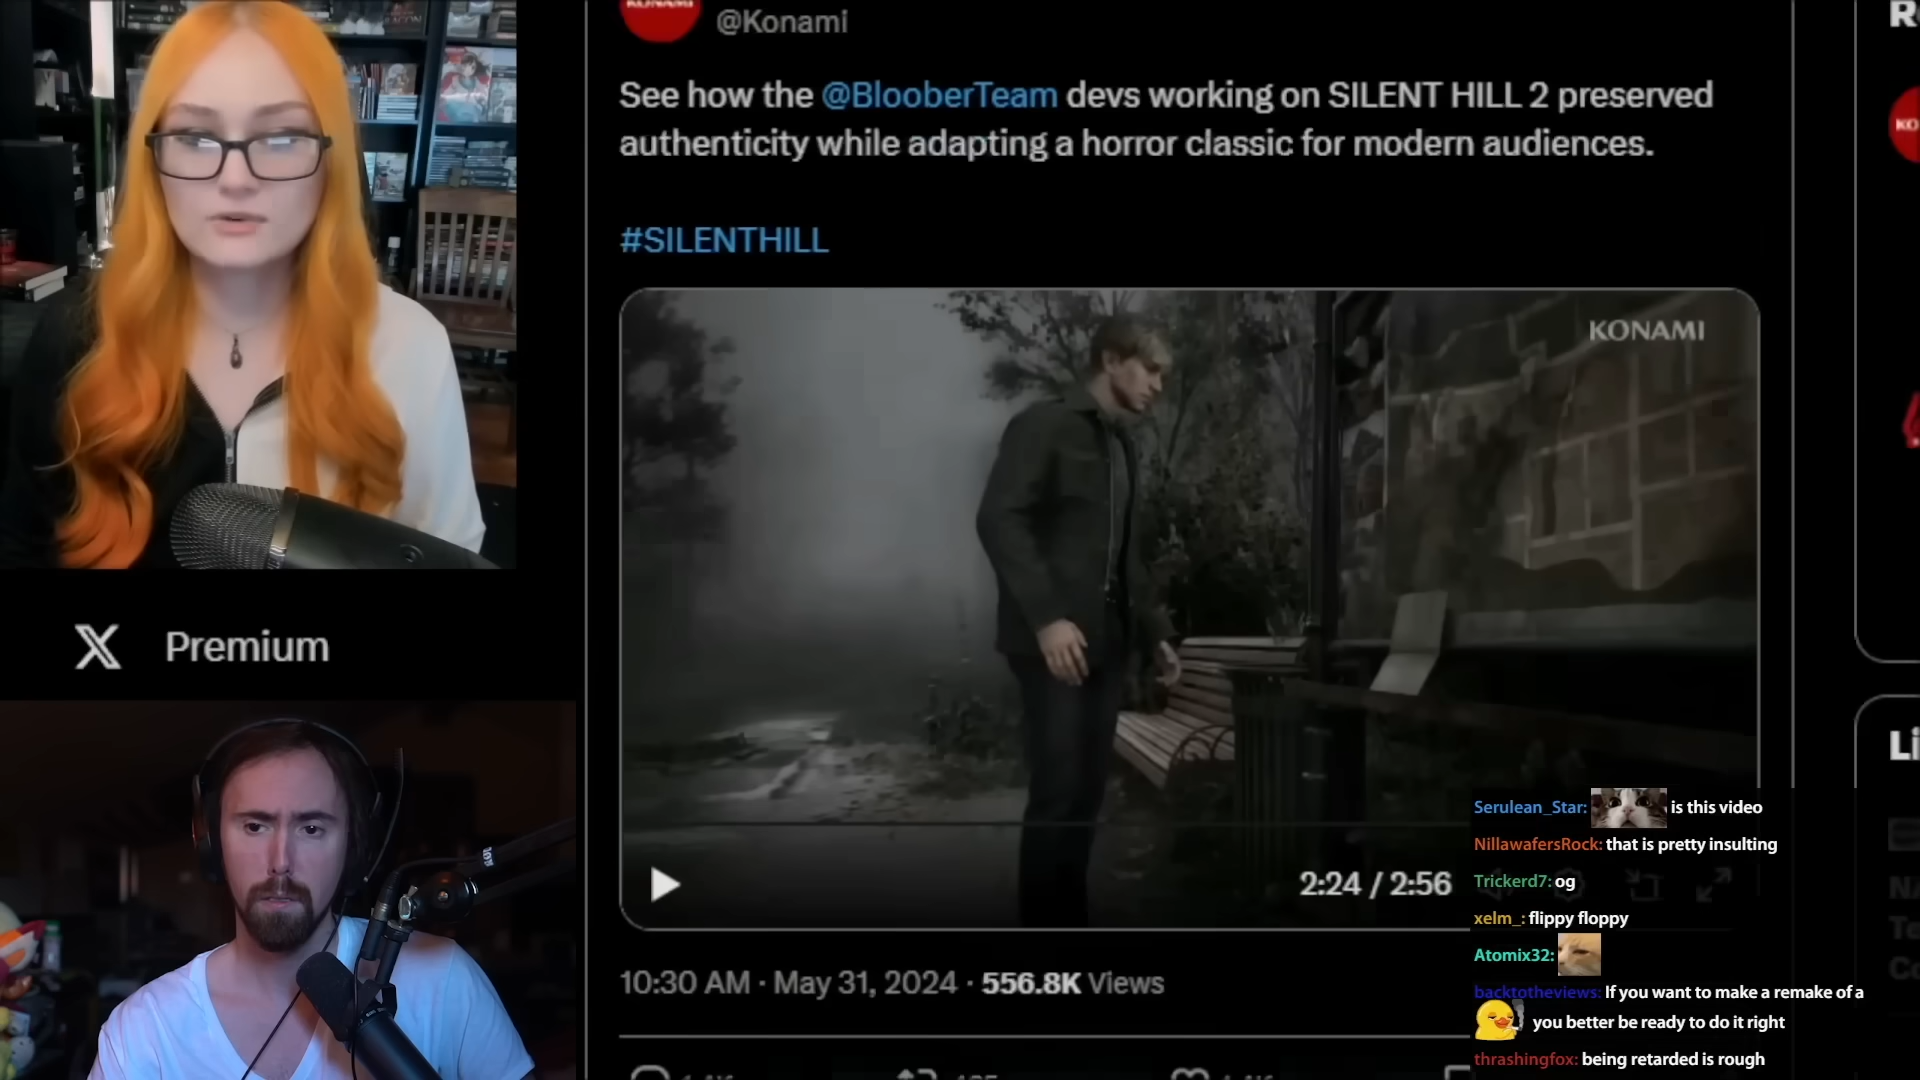 KONAMI
@Konami
See how the @BlooberTeam devs working on SILENT HILL 2 preserved
authenticity while adapting a horror classic for modern audiences.
#SILENTHILL
KONAMI
2:24 / 2:56
10:30 AM · May 31, 2024 · 556.8K Views
X Premium
Serulean_Star: is this video
NillawafersRock: that is pretty insulting
Trickerd7: og
xelm_: flippy floppy
Atomix32:
backtotheviews: If you want to make a remake of a
you better be ready to do it right
thrashingfox: being retarded is rough